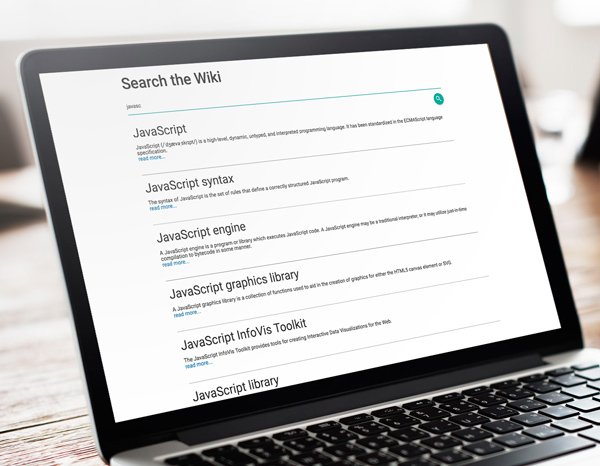 Search the Wiki
javasc
JavaScript
JavaScript (/ˈdʒævəˌskrɪpt/) is a high-level, dynamic, untyped, and interpreted programming language. It has been standardized in the ECMAScript language
specification.
read more...
JavaScript syntax
The syntax of JavaScript is the set of rules that define a correctly structured JavaScript program.
read more...
JavaScript engine
A JavaScript engine is a program or library which executes JavaScript code. A JavaScript engine may be a traditional interpreter, or it may utilize just-in-time
compilation to bytecode in some manner.
read more...
JavaScript graphics library
A JavaScript graphics library is a collection of functions used to aid in the creation of graphics for either the HTML5 canvas element or SVG.
read more...
JavaScript InfoVis Toolkit
The JavaScript InfoVis Toolkit provides tools for creating Interactive Data Visualizations for the Web.
read more...
JavaScript library